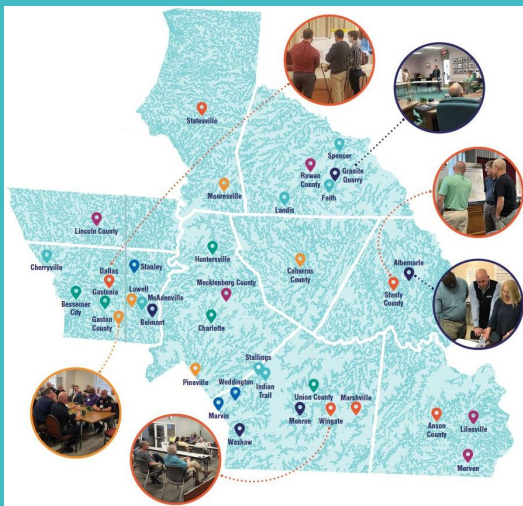 Statesville
Mooresville
Spencer
Rowan
County
Granite
Quarry
Faith
Landis
Lincoln County
Cherryville
Dallas
Stanley
Gastonia
Lowell
McAdenville
Bessemer
City
Gaston
County
Belmont
Huntersville
Mecklenburg County
Charlotte
Cabarrus
County
Albemarle
Stanly
County
Pineville
Stallings
Weddington
Indian
Trail
Marvin
Waxhaw
Union County
Monroe
Wingate
Marshville
Anson
County
Lilesville
Morven